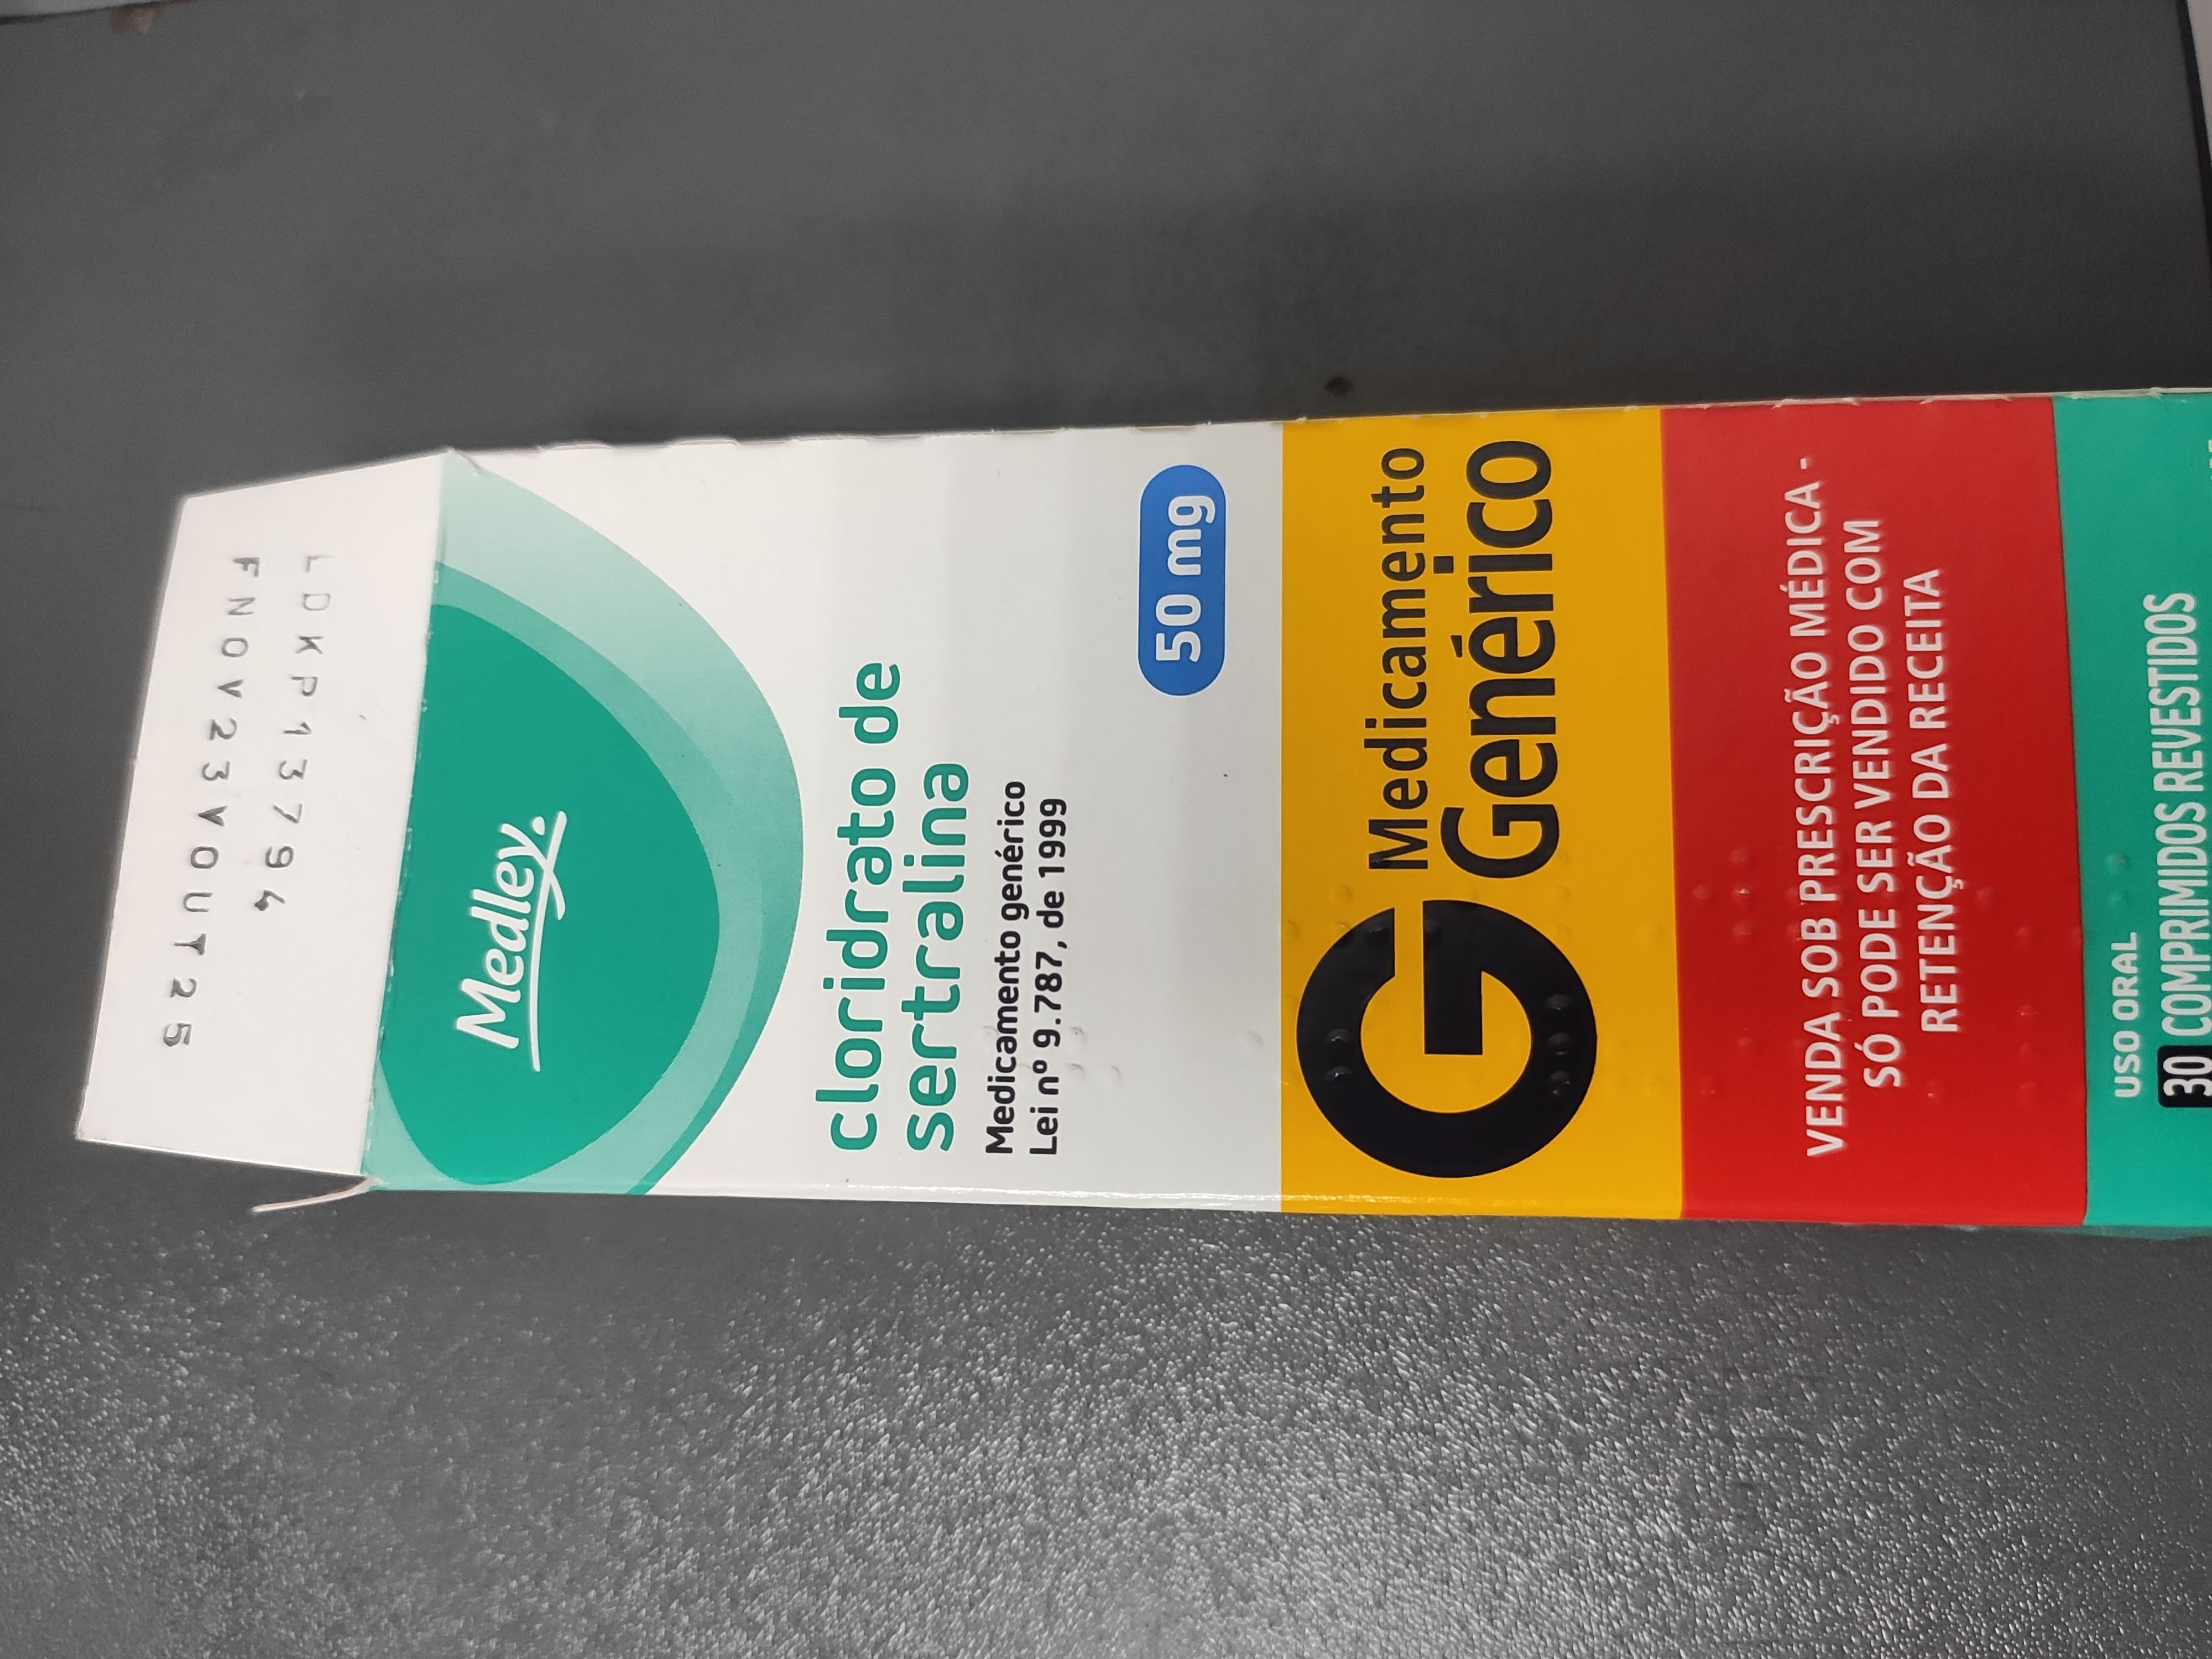 FNOV23VOUT25
LDKP13794
Medley.
cloridrato de
sertralina
Medicamento genérico
Lei nº 9.787, de 1999
50 mg
G
Medicamento
Genérico
VENDA SOB PRESCRIÇÃO MÉDICA -
SÓ PODE SER VENDIDO COM
RETENÇÃO DA RECEITA
USO ORAL
30 COMPRIMIDOS REVESTIDOS